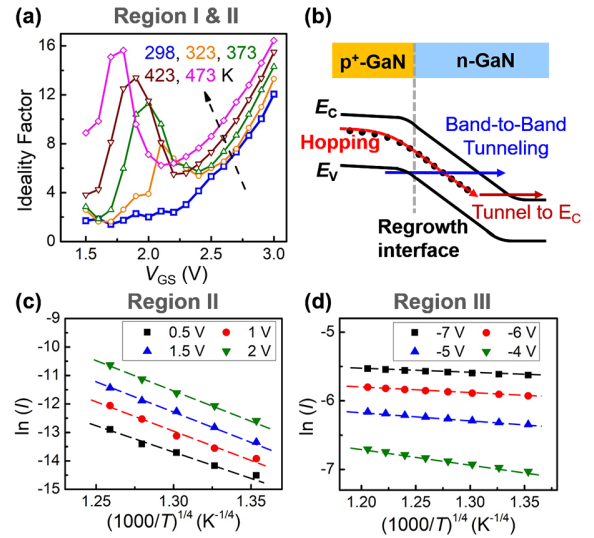 (a) Region I & II
Ideality Factor
16
12
8
4
0
298, 323, 373
423, 473 K
1.5 2.0 2.5 3.0
V_GS (V)
(b)
p⁺-GaN n-GaN
E_C
Hopping
E_V
Band-to-Band
Tunneling
Tunnel to E_C
Regrowth
interface
(c) Region II
ln (I)
-9
-10
-11
-12
-13
-14
-15
0.5 V 1 V
1.5 V 2 V
1.25 1.30 1.35
(1000/T)^1/4 (K^-1/4)
(d) Region III
ln (I)
-5
-6
-7
-7 V -6 V
-5 V -4 V
1.20 1.25 1.30 1.35
(1000/T)^1/4 (K^-1/4)